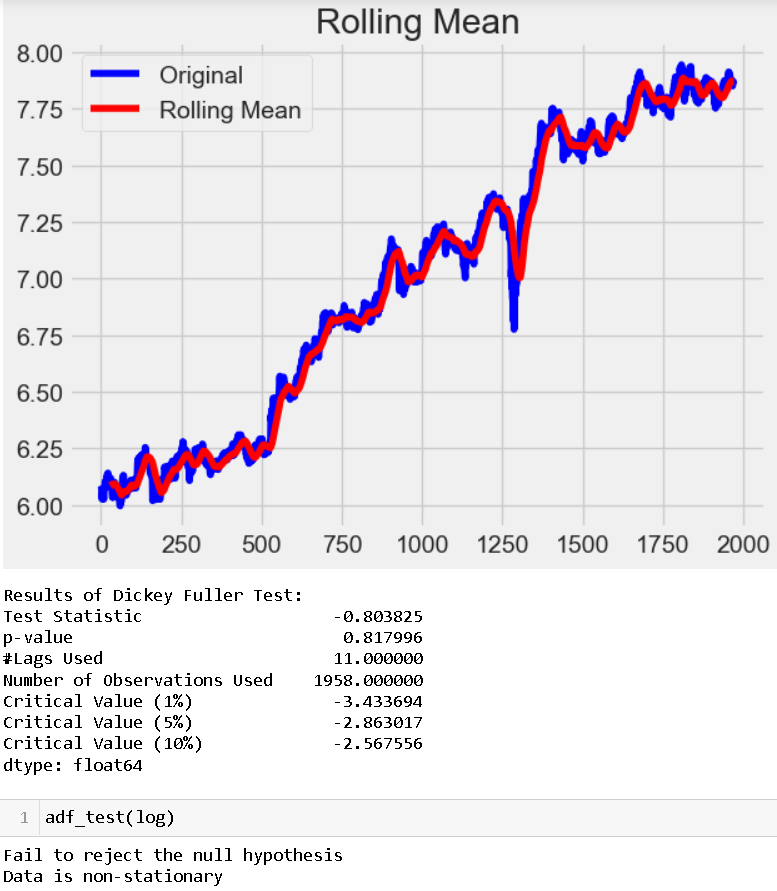 Rolling Mean
8.00
7.75
7.50
7.25
7.00
6.75
6.50
6.25
6.00
Original
Rolling Mean
0 250 500 750 1000 1250 1500 1750 2000
Results of Dickey Fuller Test:
Test Statistic -0.803825
p-value 0.817996
#Lags Used 11.000000
Number of Observations Used 1958.000000
Critical Value (1%) -3.433694
Critical Value (5%) -2.863017
Critical Value (10%) -2.567556
dtype: float64
1 adf_test(log)
Fail to reject the null hypothesis
Data is non-stationary